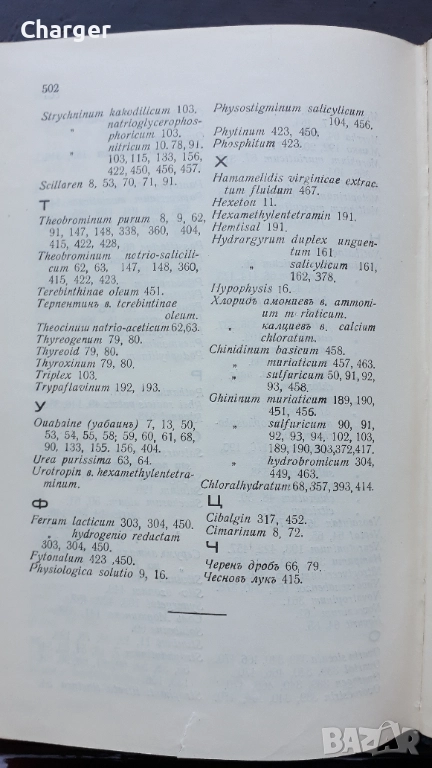 Charger
502
Strychninum kakodilicum 103.
„ natrioglycerophos-
phoricum 103.
„ nitricum 10. 78, 91.
103, 115, 133, 156
422, 450, 456, 457.
Scillaren 8, 53, 70, 71, 91.
Т
Theobrominum purum 8, 9, 62
91, 147, 148, 338, 360, 404,
415, 422, 428,
Theobrominum netrio-salicili-
cum 62, 63, 147, 148, 360,
415, 422, 423.
Terebinthinae oleum 451.
Терпентинъ в. terebintinae
oleum.
Theocinum natrio-aceticum 62,63.
Thyreogenum 79, 80.
Thyreoid 79, 80.
Thyroxinum 79, 80.
Triplex 103.
Trypaflavinum 192, 193.
У
Ouabaine (уабаинъ) 7, 13, 50
53, 54, 55, 58; 59, 60, 61, 68,
90, 133, 155. 156, 404.
Urea purissima 63, 64.
Urotropin в. hexamethylentetra-
minum.
Ф
Ferrum lacticum 303, 304, 450.
„ hydrogenio reductam
303, 304, 450.
Fytonalum 423 .450.
Physiologica solutio 9, 16.
Physostigminum salicylicum
104, 456.
Phytinum 423, 450.
Phosphitum 423.
Х
Hamamelidis virginicae extrac-
tum fluidum 467.
Hexeton 11.
Hexamethylentetramin 191.
Hemtisal 191.
Hydrargyrum duplex unguen-
tum 161
„ salicylicum 161,
162, 378.
Hypophysis 16.
Хлоридъ амонаевъ в. ammoni-
um muriaticum.
„ калциевъ в. calcium
chloratum.
Chinidinum basicum 458.
„ muriaticum 457, 463.
„ sulfuricum 50, 91, 92,
93, 458.
Ghininum muriaticum 189, 190,
451, 456.
„ sulfuricum 90, 91,
92, 93, 94, 102, 103,
189, 190, 303,372,417.
„ hydrobromicum 304,
449, 463.
Chloralhydratum 68,357,393,414.
Ц
Cibalgin 317, 452.
Cimarinum 8, 72.
Ч
Черенъ дробъ 66, 79.
Чесновъ лукъ 415.
BAZAR